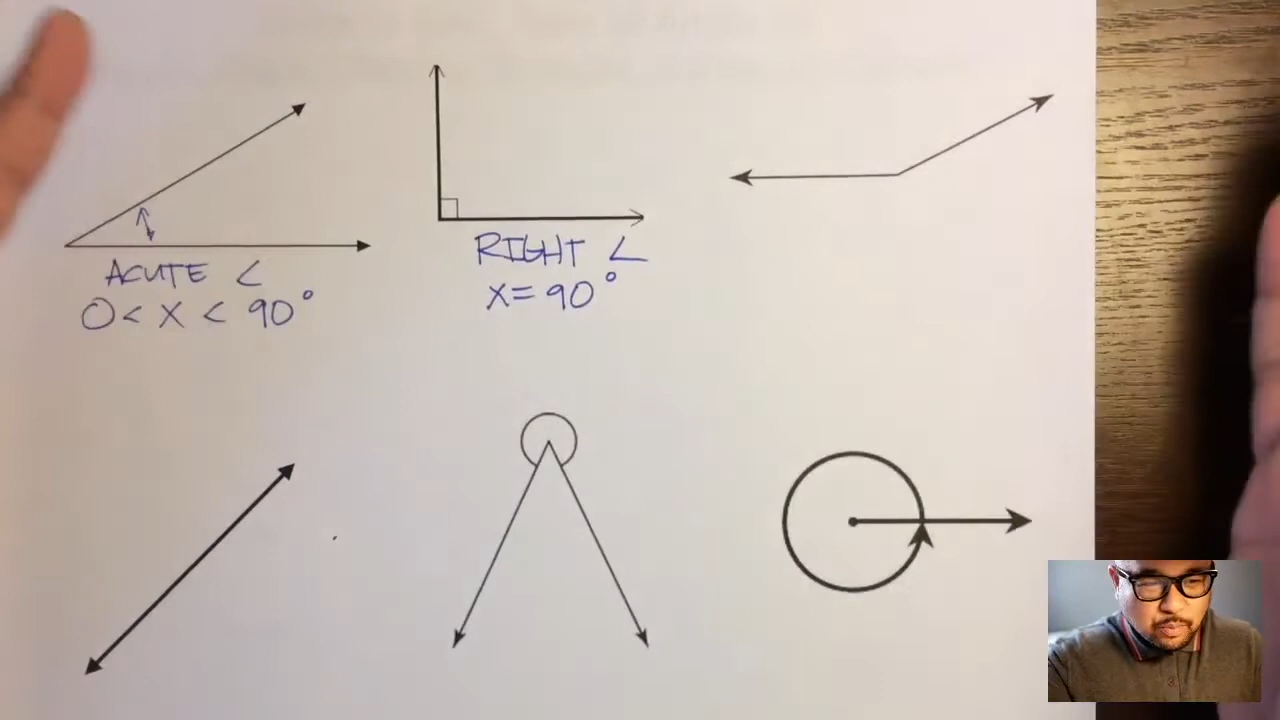 ACUTE <
0 < X < 90°
RIGHT ∠
X = 90°